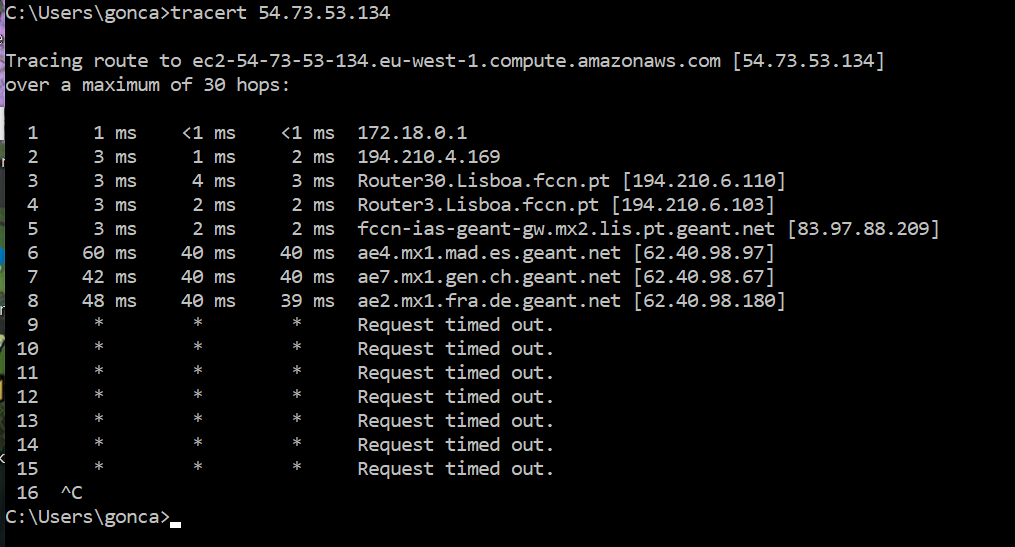 C:\Users\gonca>tracert 54.73.53.134
Tracing route to ec2-54-73-53-134.eu-west-1.compute.amazonaws.com [54.73.53.134]
over a maximum of 30 hops:
1 1 ms <1 ms <1 ms 172.18.0.1
2 3 ms 1 ms 2 ms 194.210.4.169
3 3 ms 4 ms 3 ms Router30.Lisboa.fccn.pt [194.210.6.110]
4 3 ms 2 ms 2 ms Router3.Lisboa.fccn.pt [194.210.6.103]
5 3 ms 2 ms 2 ms fccn-ias-geant-gw.mx2.lis.pt.geant.net [83.97.88.209]
6 60 ms 40 ms 40 ms ae4.mx1.mad.es.geant.net [62.40.98.97]
7 42 ms 40 ms 40 ms ae7.mx1.gen.ch.geant.net [62.40.98.67]
8 48 ms 40 ms 39 ms ae2.mx1.fra.de.geant.net [62.40.98.180]
9 * * * Request timed out.
10 * * * Request timed out.
11 * * * Request timed out.
12 * * * Request timed out.
13 * * * Request timed out.
14 * * * Request timed out.
15 * * * Request timed out.
16 ^C
C:\Users\gonca>